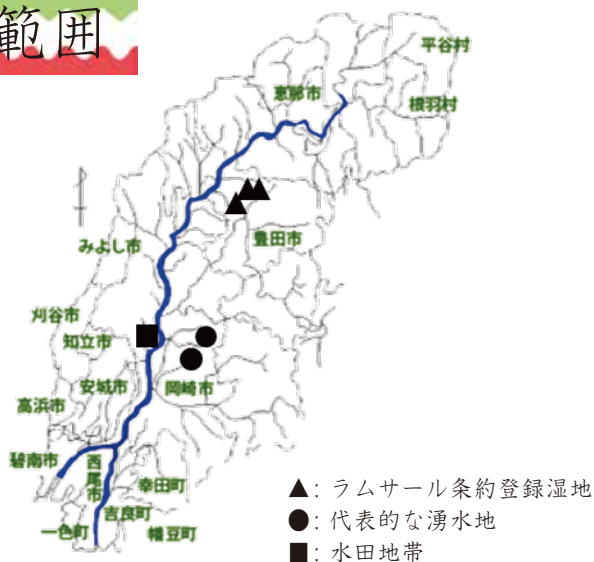 範囲
平谷村
恵那市
根羽村
豊田市
みよし市
刈谷市
知立市
安城市
岡崎市
高浜市
碧南市
西尾市
幸田町
吉良町
一色町
幡豆町
▲: ラムサール条約登録湿地
●: 代表的な湧水地
■: 水田地帯